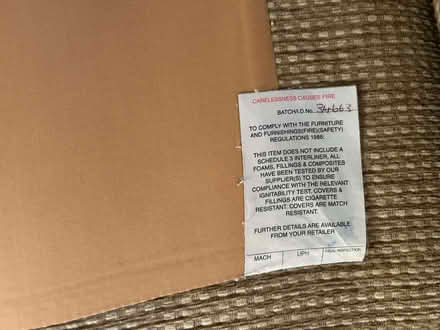 CARELESSNESS CAUSES FIRE
BATCH/I.D No. 34663
TO COMPLY WITH THE FURNITURE
AND FURNISHINGS(FIRE)(SAFETY)
REGULATIONS 1988:
THIS ITEM DOES NOT INCLUDE A
SCHEDULE 3 INTERLINER, ALL
FOAMS, FILLINGS & COMPOSITES
HAVE BEEN TESTED BY OUR
SUPPLIER(S) TO ENSURE
COMPLIANCE WITH THE RELEVANT
IGNITABILITY TEST, COVERS &
FILLINGS ARE CIGARETTE
RESISTANT: COVERS ARE MATCH
RESISTANT.
FURTHER DETAILS ARE AVAILABLE
FROM YOUR RETAILER
MACH UPH FINAL INSPECTION